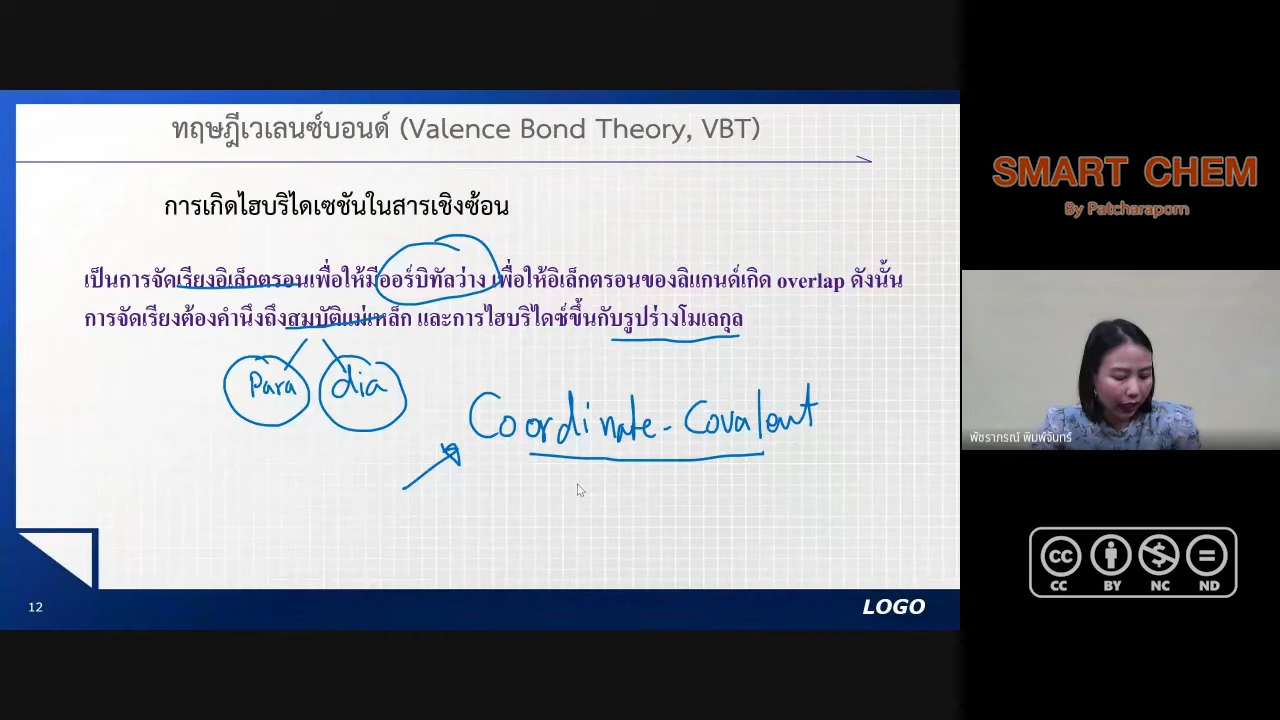 ทฤษฎีเวเลนซ์บอนด์ (Valence Bond Theory, VBT)
การเกิดไฮบริไดเซชันในสารเชิงซ้อน
เป็นการจัดเรียงอิเล็กตรอนเพื่อให้มีออร์บิทัลว่าง เพื่อให้อิเล็กตรอนของลิแกนด์เกิด overlap ดังนั้น
การจัดเรียงต้องคำนึงถึงสมบัติแม่เหล็ก และการไฮบริไดซ์ขึ้นกับรูปร่างโมเลกุล
Para dia
Coordinate - Covalent
12
LOGO
SMART CHEM
By Patcharaporn
พัชราภรณ์ พิมพ์จันทร์
CC BY NC ND